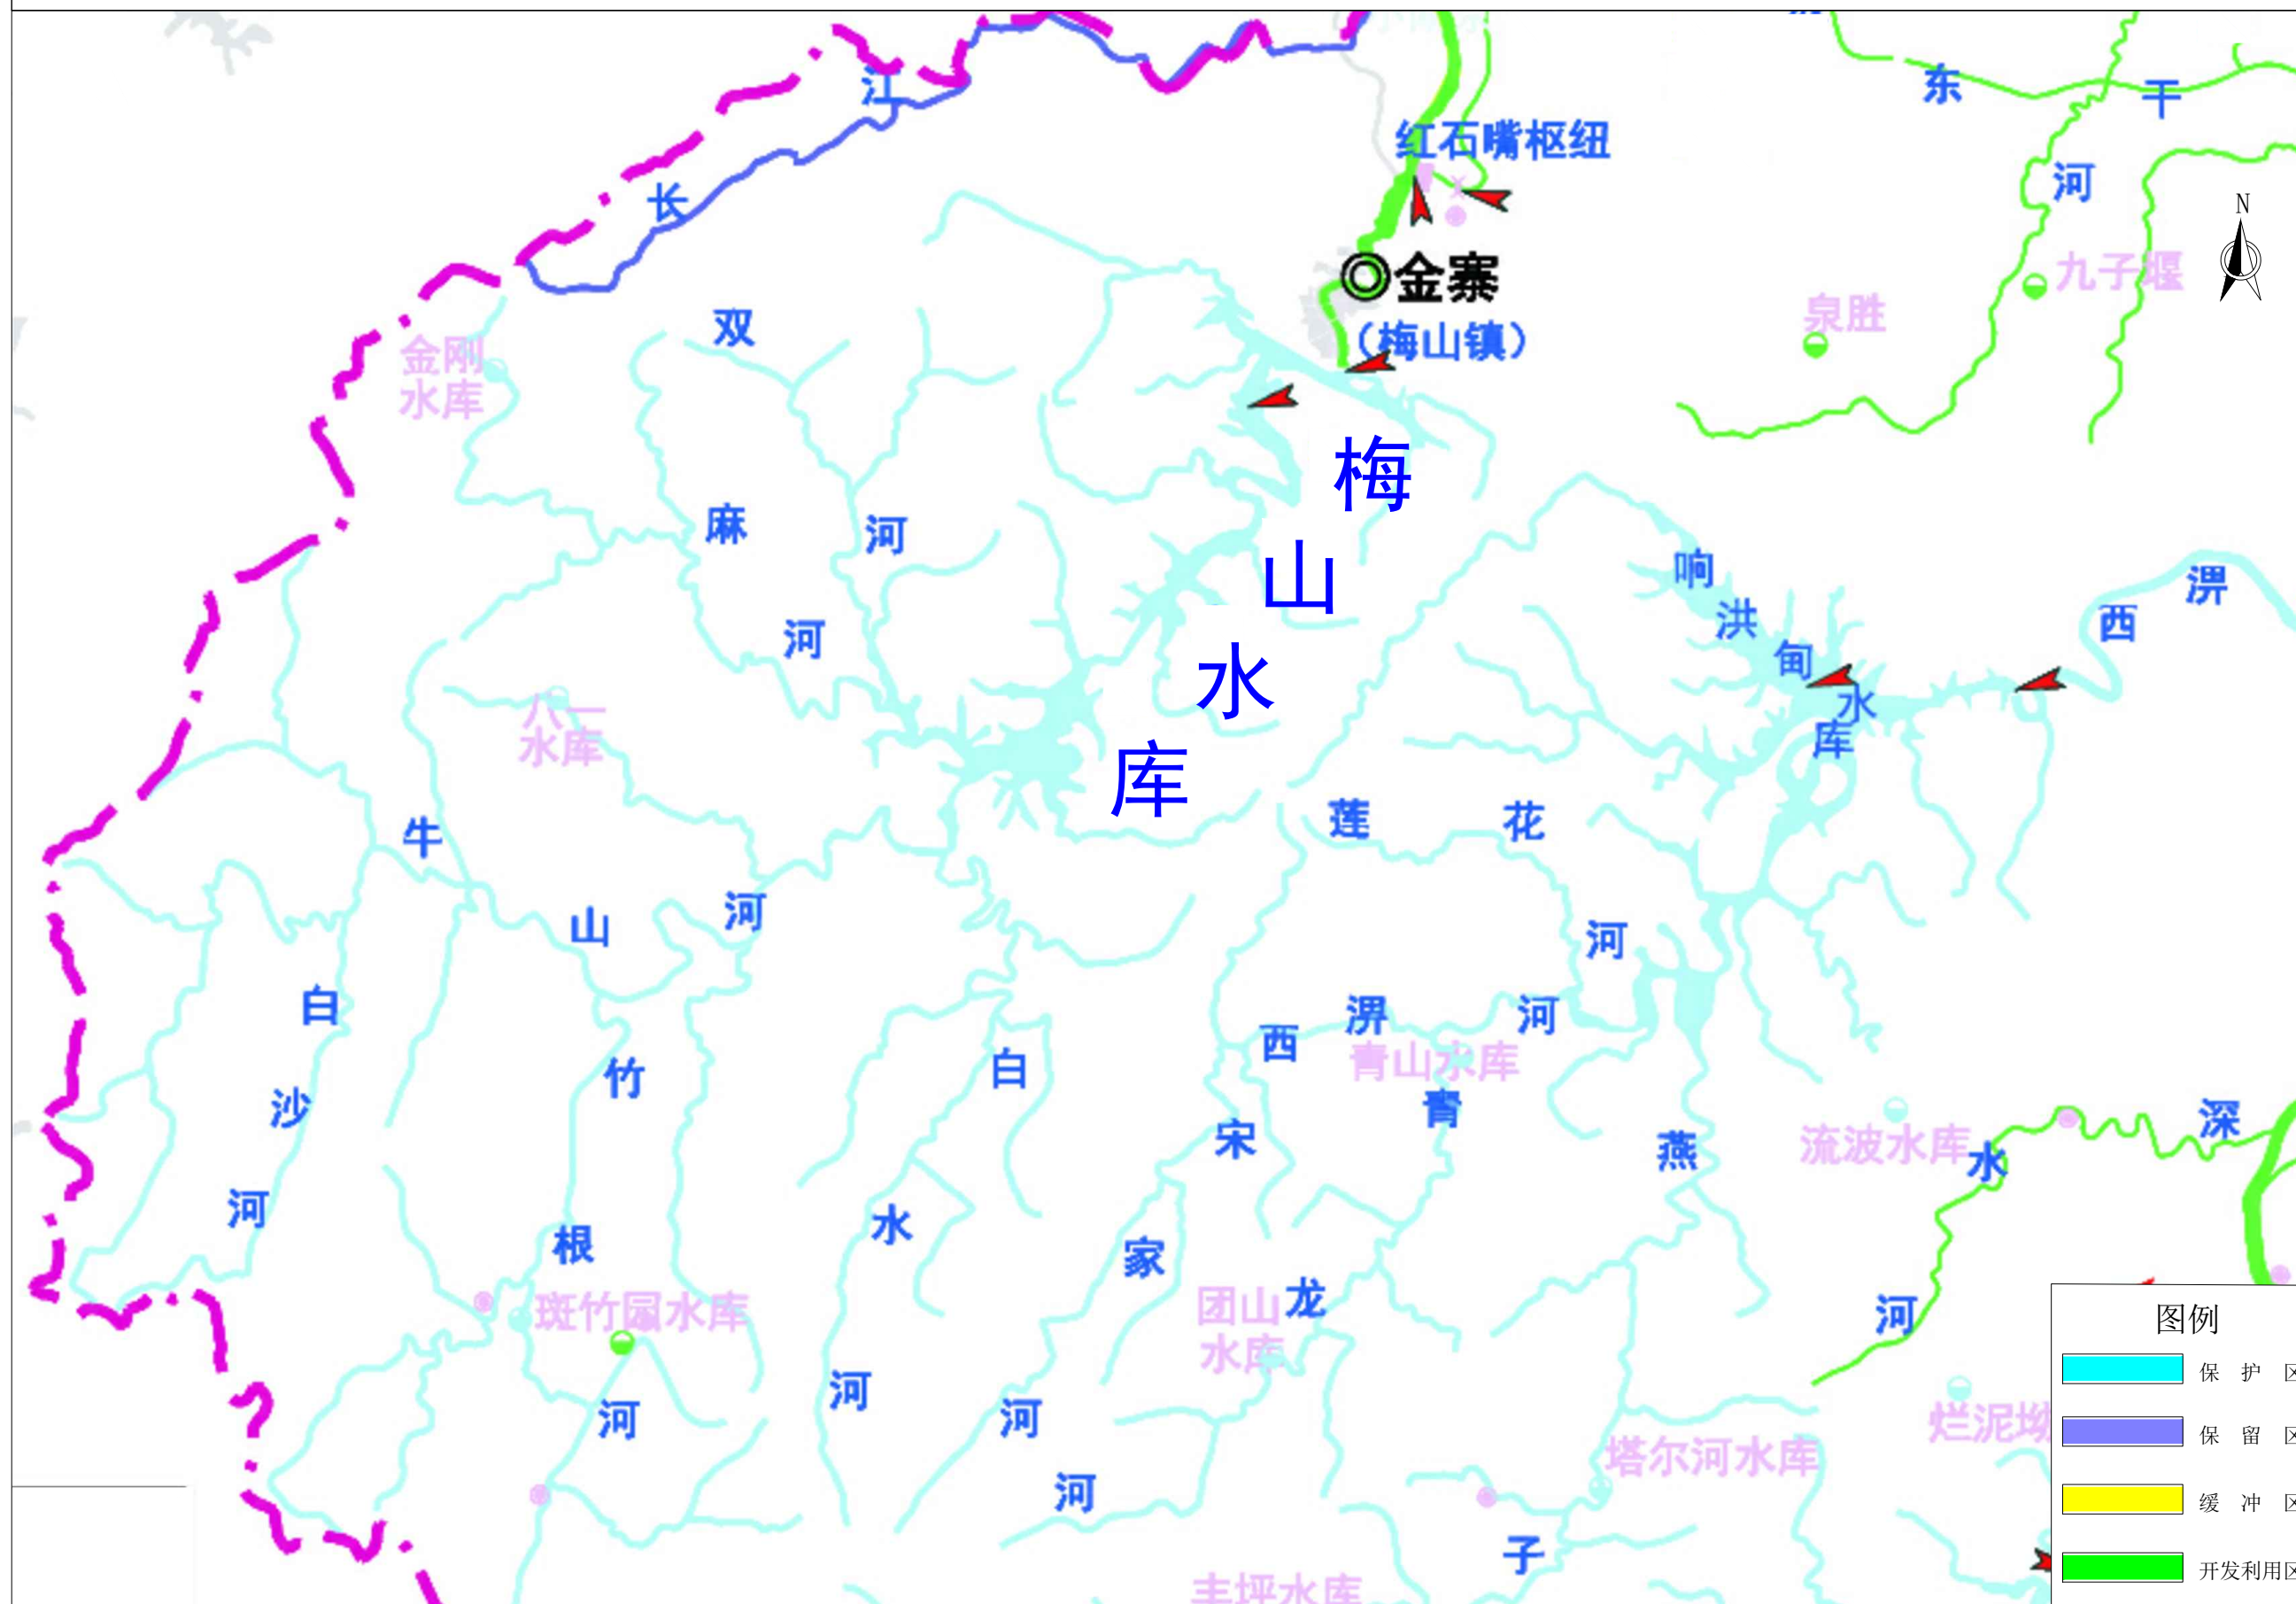 江
长
红石嘴枢纽
金寨
(梅山镇)
东
干
河
N
九子堰
泉胜
金刚
水库
双
河
麻
河
梅
山
水
库
响
洪
甸
水
库
西
淠
八一
水库
牛
山
河
莲
花
河
白
沙
河
竹
根
河
斑竹园水库
白
水
河
西
淠
河
青山水库
青
龙
河
宋
家
河
团山
水库
燕
子
塔尔河水库
流波水库
深
水
河
烂泥坳
丰坪水库
图例
保 护 区
保 留 区
缓 冲 区
开发利用区